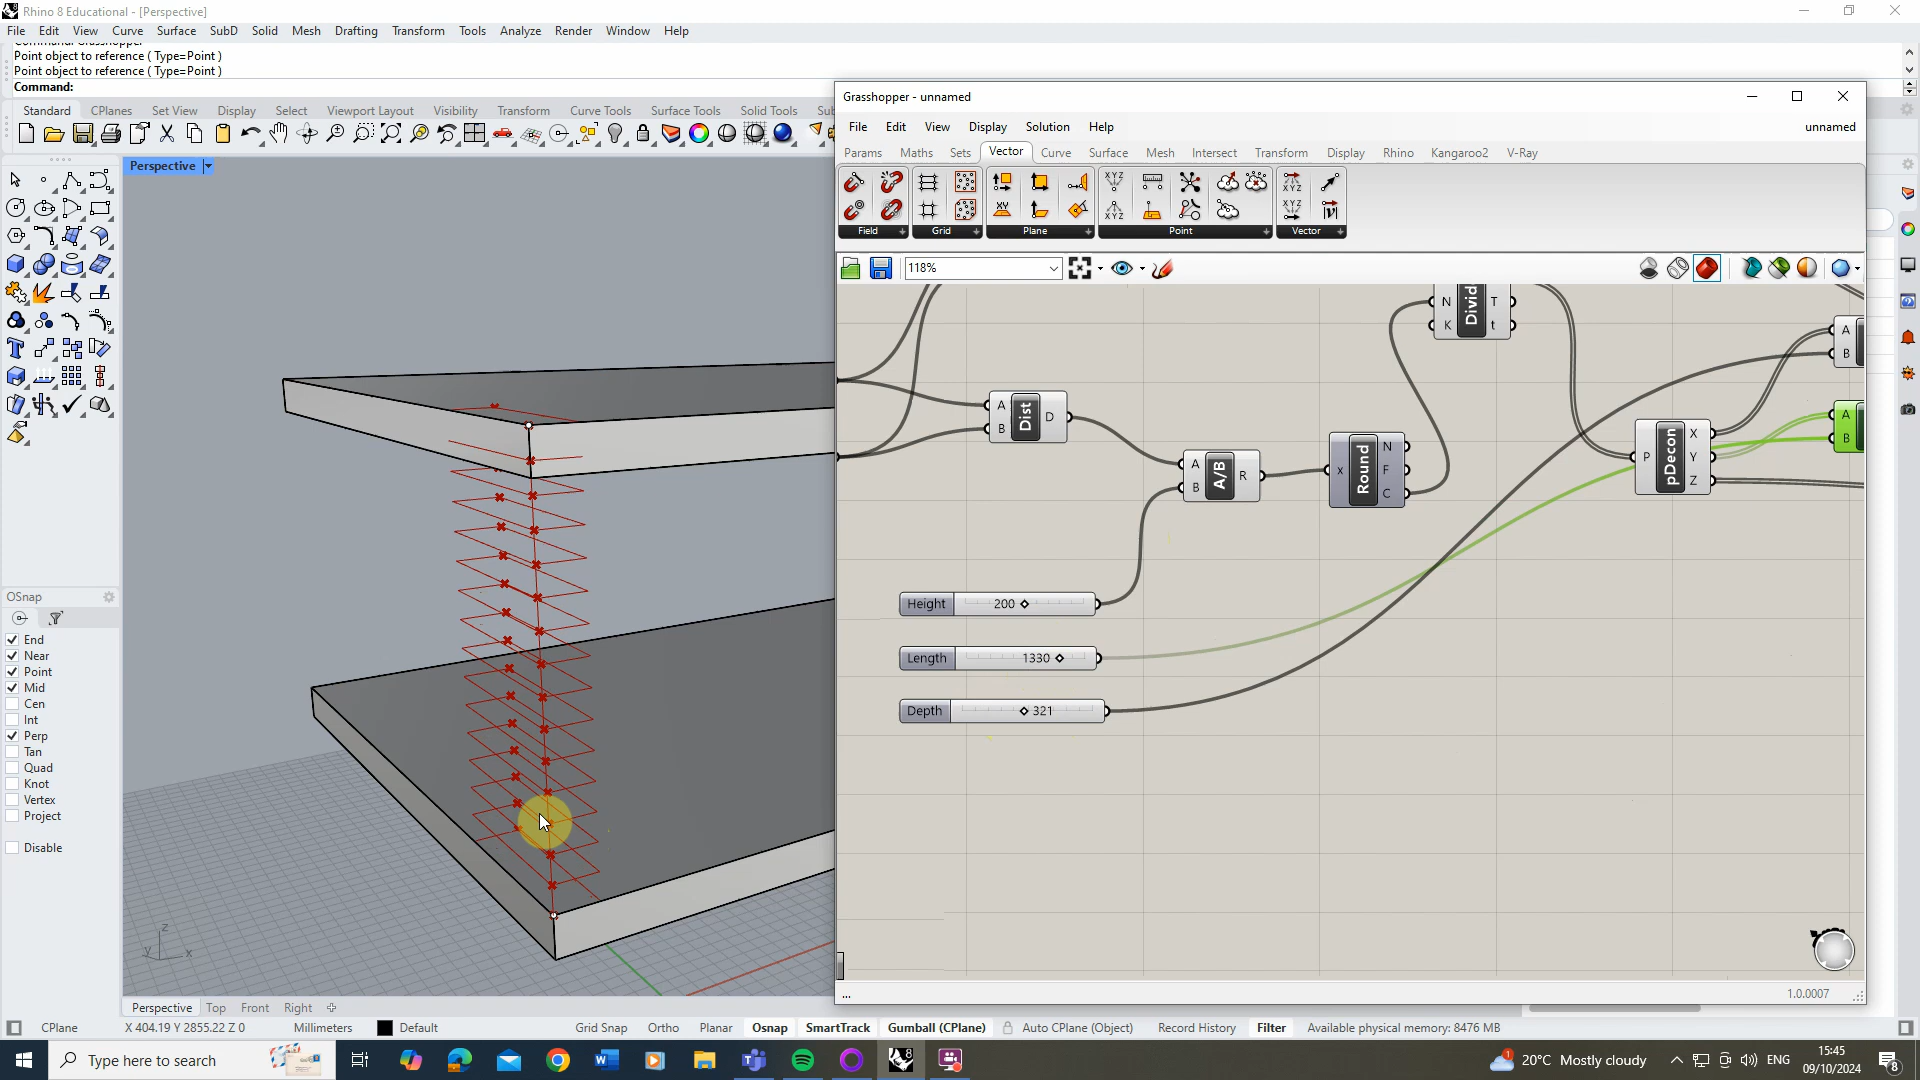 Rhino 8 Educational - [Perspective]
File Edit View Curve Surface SubD Solid Mesh Drafting Transform Tools Analyze Render Window Help
Point object to reference ( Type=Point )
Point object to reference ( Type=Point )
Command:
Standard CPlanes Set View Display Select Viewport Layout Visibility Transform Curve Tools Surface Tools Solid Tools
Perspective
Grasshopper - unnamed
File Edit View Display Solution Help unnamed
Params Maths Sets Vector Curve Surface Mesh Intersect Transform Display Rhino Kangaroo2 V-Ray
Field Grid Plane Point Vector
118%
N K Divid T t
A B Dist D
A B A/B R
x Round N F C
P pDecon X Y Z
A B
A B
Height 200
Length 1330
Depth 321
OSnap
End
Near
Point
Mid
Cen
Int
Perp
Tan
Quad
Knot
Vertex
Project
Disable
z
y x
... 1.0.0007
Perspective Top Front Right
CPlane X 404.19 Y 2855.22 Z 0 Millimeters Default Grid Snap Ortho Planar Osnap SmartTrack Gumball (CPlane) Auto CPlane (Object) Record History Filter Available physical memory: 8476 MB
Type here to search
20°C Mostly cloudy ENG
15:45
09/10/2024
8